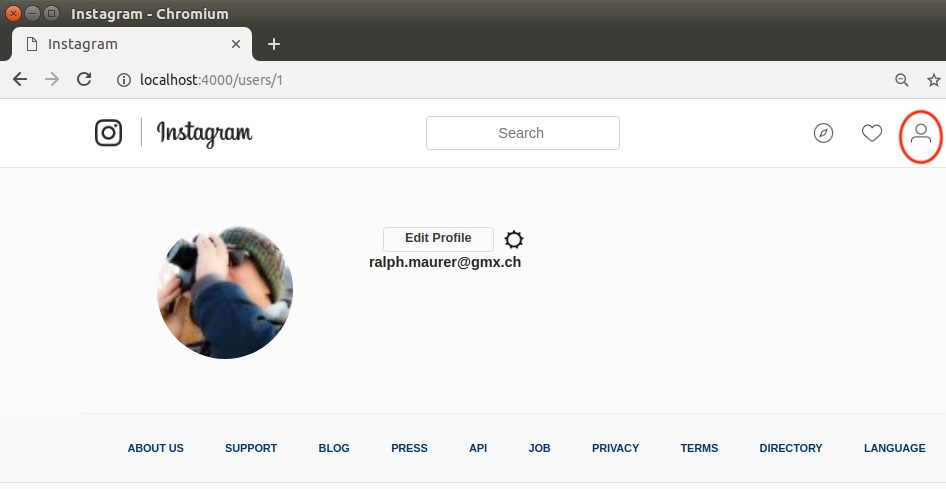 Instagram - Chromium
Instagram
localhost:4000/users/1
Instagram
Search
Edit Profile
ralph.maurer@gmx.ch
ABOUT US SUPPORT BLOG PRESS API JOB PRIVACY TERMS DIRECTORY LANGUAGE